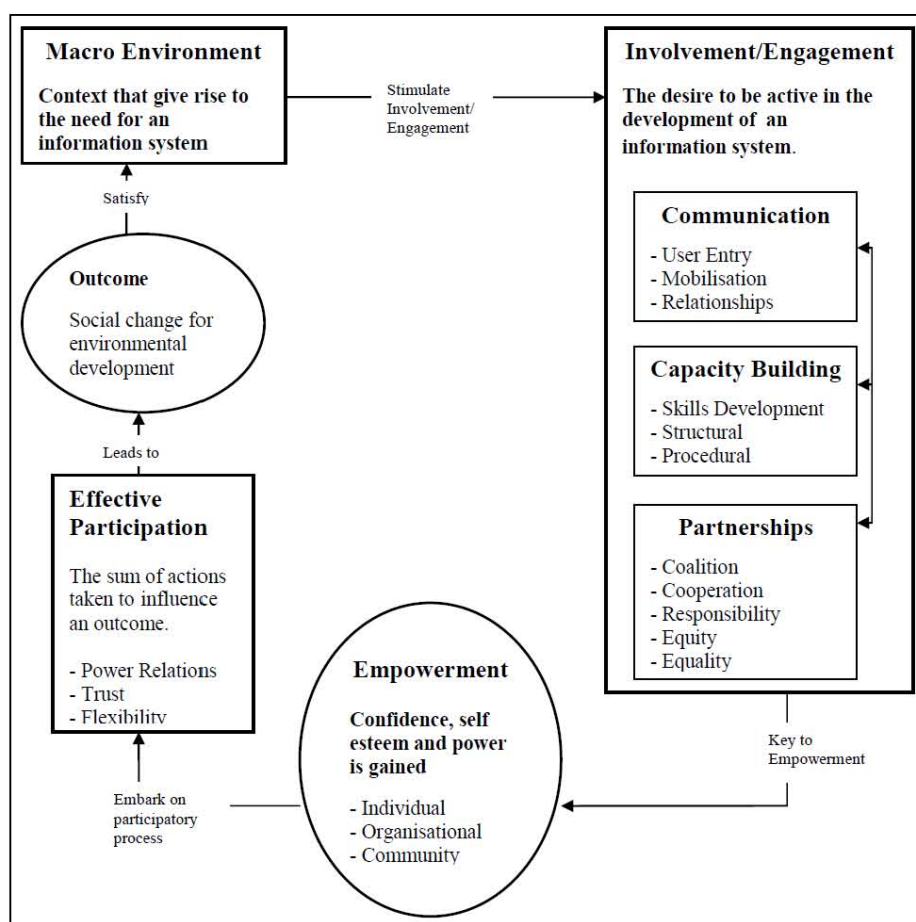 Macro Environment
Context that give rise to
the need for an
information system
Stimulate
Involvement/
Engagement
Involvement/Engagement
The desire to be active in the
development of an
information system.
Communication
- User Entry
- Mobilisation
- Relationships
Capacity Building
- Skills Development
- Structural
- Procedural
Partnerships
- Coalition
- Cooperation
- Responsibility
- Equity
- Equality
Key to
Empowerment
Empowerment
Confidence, self
esteem and power
is gained
- Individual
- Organisational
- Community
Embark on
participatory
process
Effective
Participation
The sum of actions
taken to influence
an outcome.
- Power Relations
- Trust
- Flexibility
Leads to
Outcome
Social change for
environmental
development
Satisfy